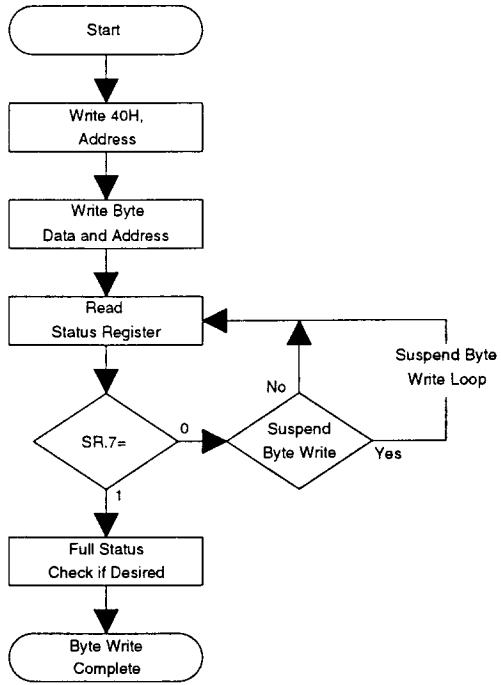 Start
Write 40H,
Address
Write Byte
Data and Address
Read
Status Register
Suspend Byte
Write Loop
No
SR.7=
0
Suspend
Byte Write
Yes
1
Full Status
Check if Desired
Byte Write
Complete